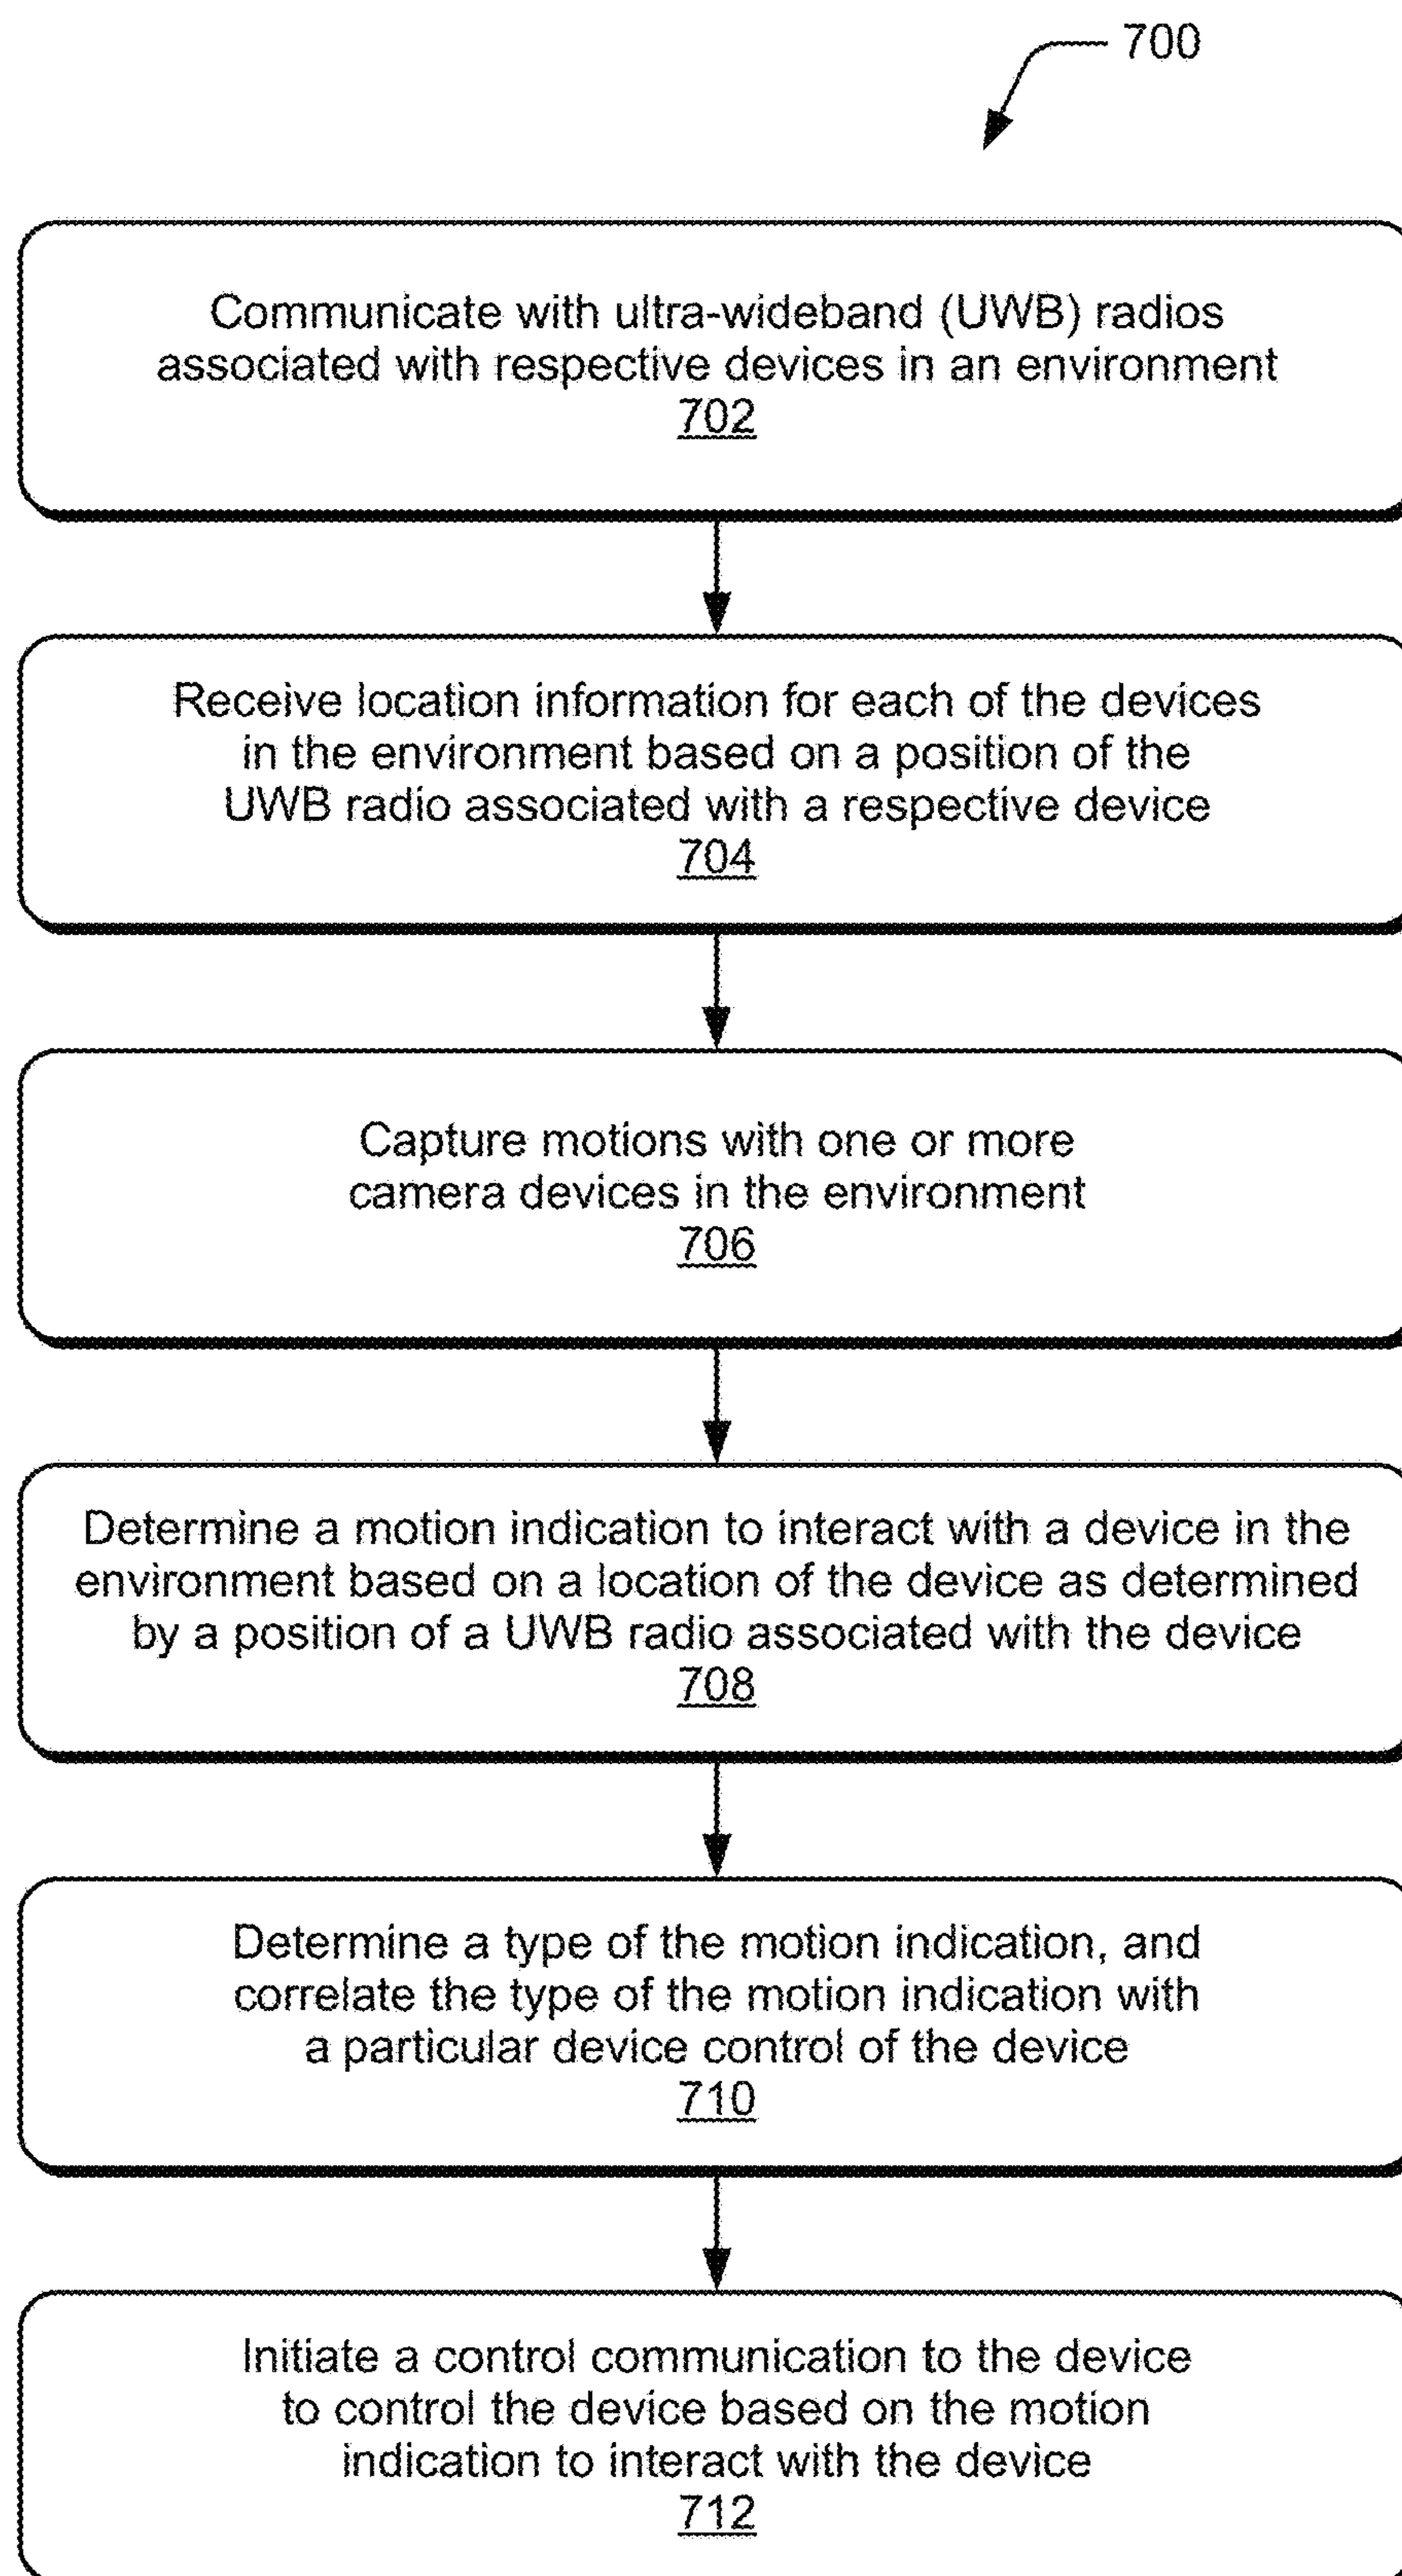 700
Communicate with ultra-wideband (UWB) radios
associated with respective devices in an environment
702
Receive location information for each of the devices
in the environment based on a position of the
UWB radio associated with a respective device
704
Capture motions with one or more
camera devices in the environment
706
Determine a motion indication to interact with a device in the
environment based on a location of the device as determined
by a position of a UWB radio associated with the device
708
Determine a type of the motion indication, and
correlate the type of the motion indication with
a particular device control of the device
710
Initiate a control communication to the device
to control the device based on the motion
indication to interact with the device
712